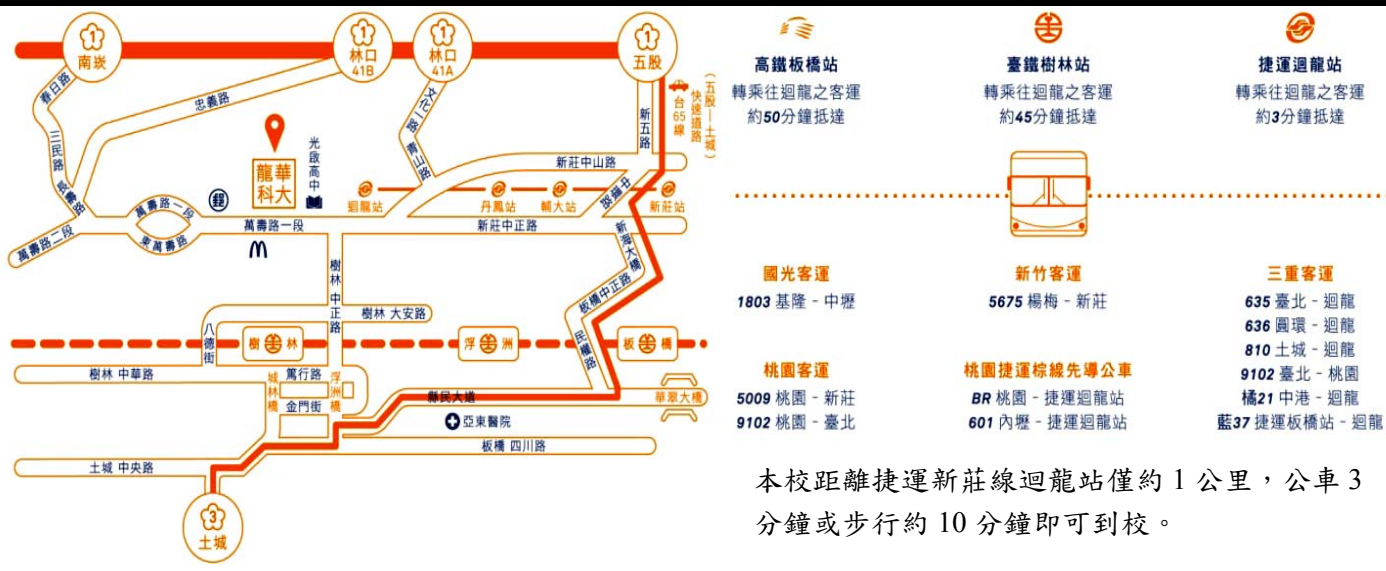 1
南崁
1
林口
41B
1
林口
41A
1
五股
春日路
忠義路
文化一路
青山路
新五路
台65線
快速道路
(五股—土城)
三民路
龍華
科大
光啟高中
新莊中山路
長壽路
郵
迴龍站
丹鳳站
輔大站
新莊站
中華路
萬壽路一段
東萬壽路
萬壽路二段
萬壽路一段
新莊中正路
新海大橋
樹林 中正路
板橋中正路
樹林 大安路
八德街
樹林
浮洲
板橋
民權路
樹林 中華路
城林橋
篤行路
浮洲橋
金門街
縣民大道
華翠大橋
亞東醫院
板橋 四川路
土城 中央路
3
土城
高鐵板橋站
轉乘往迴龍之客運
約50分鐘抵達
臺鐵樹林站
轉乘往迴龍之客運
約45分鐘抵達
捷運迴龍站
轉乘往迴龍之客運
約3分鐘抵達
國光客運
1803 基隆 - 中壢
新竹客運
5675 楊梅 - 新莊
三重客運
635 臺北 - 迴龍
636 圓環 - 迴龍
810 土城 - 迴龍
9102 臺北 - 桃園
橘21 中港 - 迴龍
藍37 捷運板橋站 - 迴龍
桃園客運
5009 桃園 - 新莊
9102 桃園 - 臺北
桃園捷運棕線先導公車
BR 桃園 - 捷運迴龍站
601 內壢 - 捷運迴龍站
本校距離捷運新莊線迴龍站僅約 1 公里，公車 3
分鐘或步行約 10 分鐘即可到校。